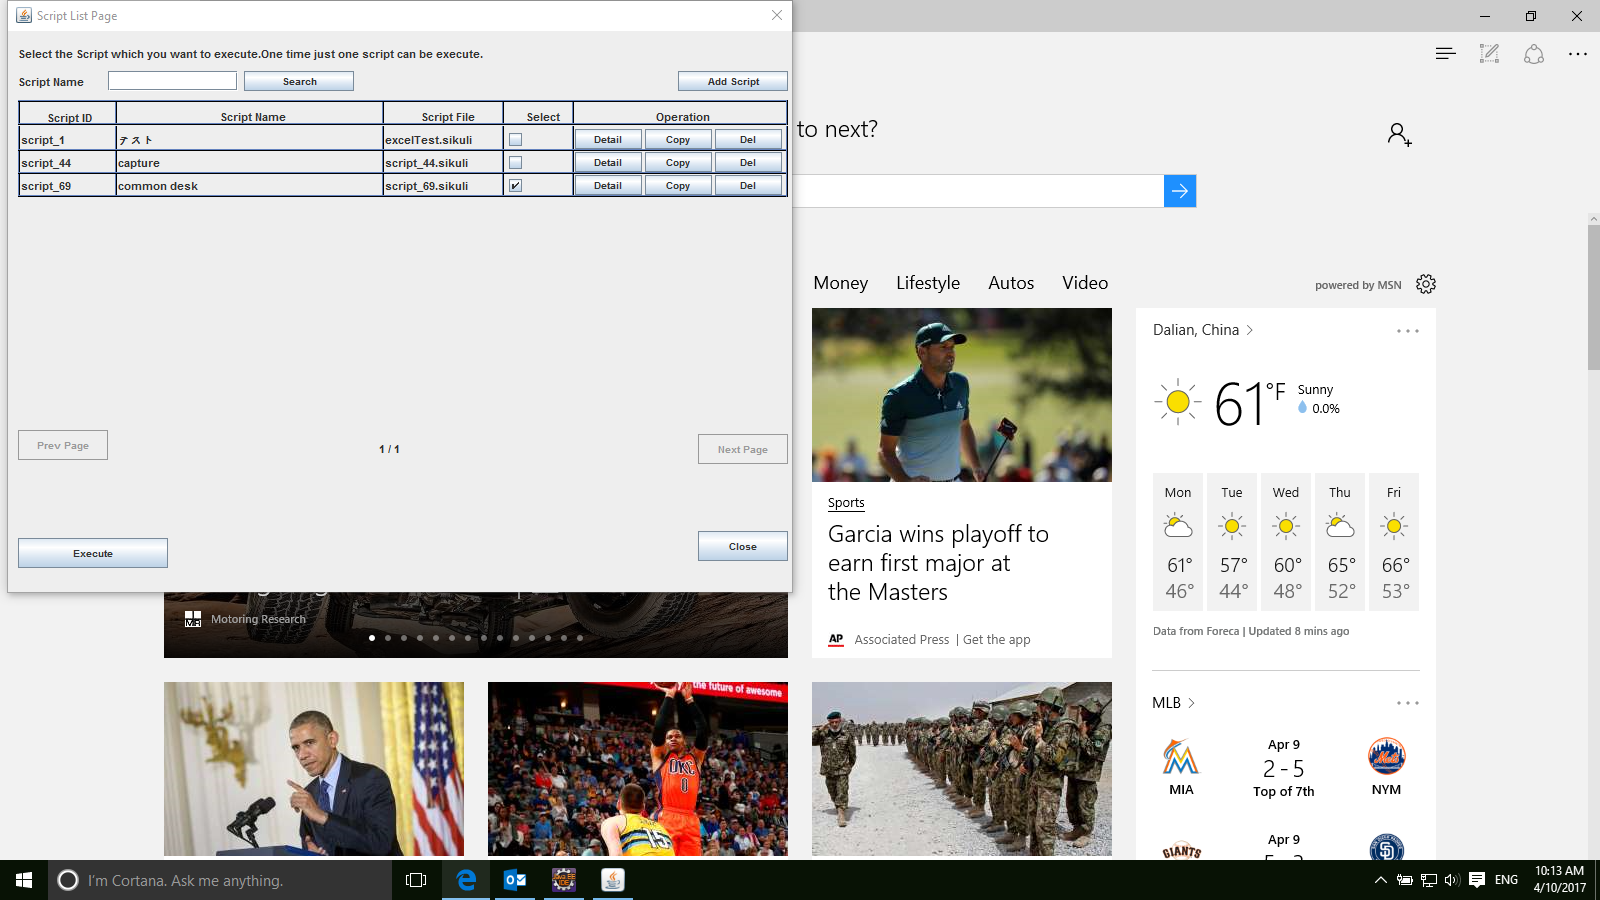 Script List Page
Select the Script which you want to execute.One time just one script can be execute.
Script Name
Search
Add Script
Script ID Script Name Script File Select Operation
script_1 テスト excelTest.sikuli Detail Copy Del
script_44 capture script_44.sikuli Detail Copy Del
script_69 common desk script_69.sikuli Detail Copy Del
Prev Page
1 / 1
Next Page
Execute
Close
to next?
Money Lifestyle Autos Video
powered by MSN
Motoring Research
Sports
Garcia wins playoff to
earn first major at
the Masters
AP Associated Press | Get the app
Dalian, China
61°F
Sunny
0.0%
Mon Tue Wed Thu Fri
61° 57° 60° 65° 66°
46° 44° 48° 52° 53°
Data from Foreca | Updated 8 mins ago
MLB
Apr 9
2 - 5
MIA Top of 7th NYM
Apr 9
GIANTS
SD
the future of awesome
OKC
0
15
I'm Cortana. Ask me anything.
ENG
10:13 AM
4/10/2017